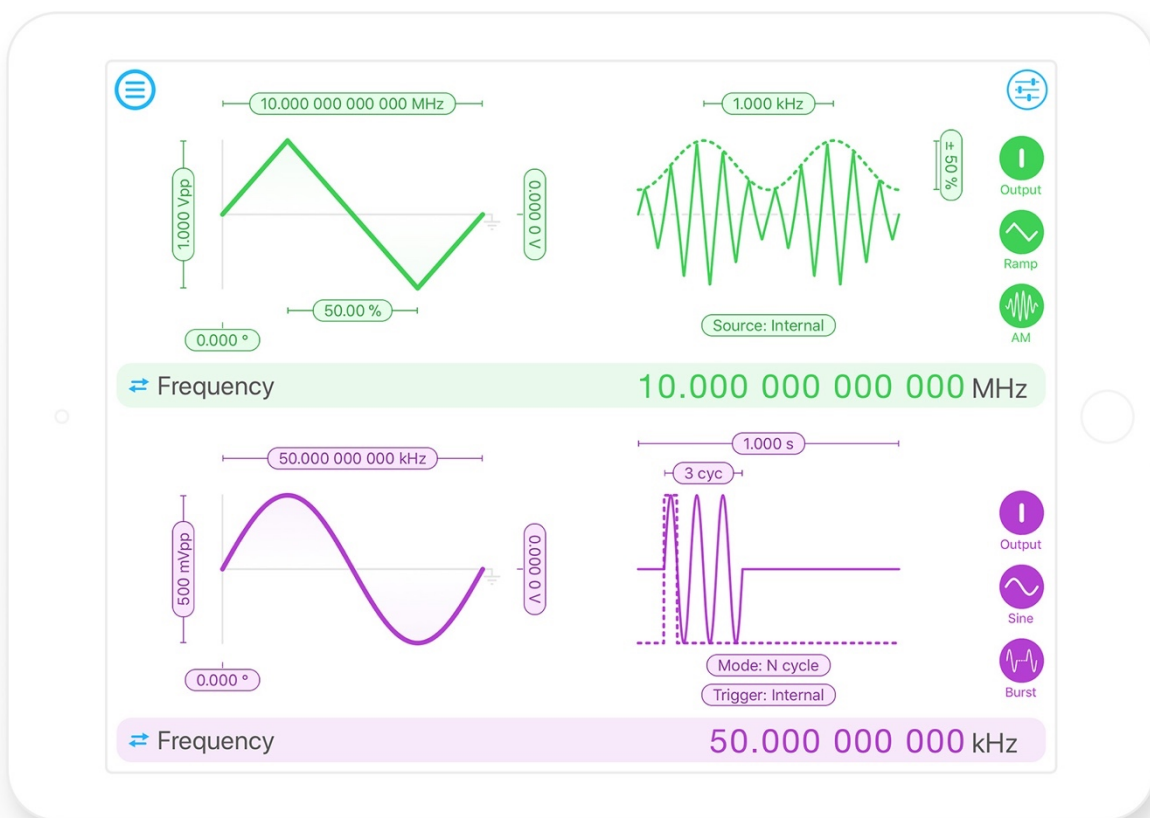 10.000 000 000 000 MHz
1.000 kHz
1.000 Vpp
0.000 0 V
± 50 %
Output
Ramp
50.00 %
Source: Internal
0.000 °
AM
Frequency
10.000 000 000 000 MHz
1.000 s
50.000 000 000 kHz
3 cyc
500 mVpp
0.000 0 V
Output
Sine
Mode: N cycle
0.000 °
Trigger: Internal
Burst
Frequency
50.000 000 000 kHz